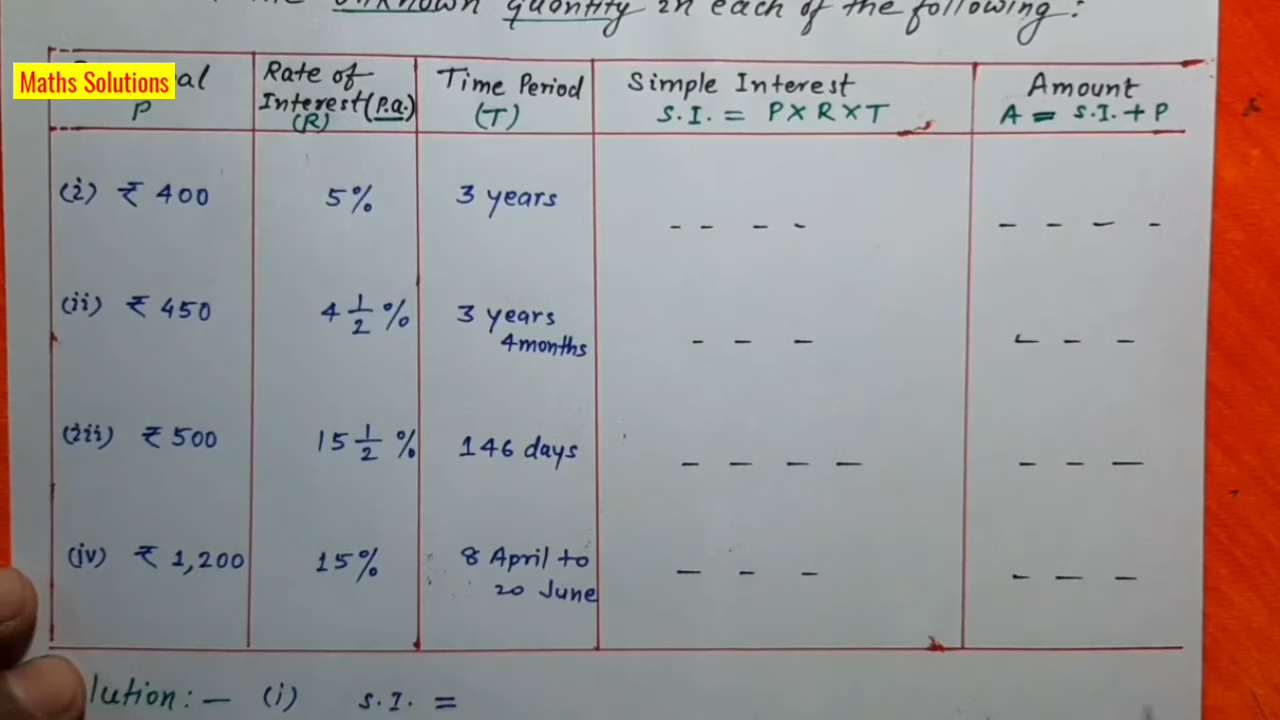 unknown quantity in each of the following:
Maths Solutions
P
Rate of
Interest (P.a.)
(R)
Time Period
(T)
Simple Interest
S.I. = P X R X T
Amount
A = S.I. + P
(i) ₹ 400 5% 3 years _ _ _ _ _ _ _ _
(ii) ₹ 450 4 1/2 % 3 years
4 months _ _ _ _ _ _
(iii) ₹ 500 15 1/2 % 146 days _ _ _ _ _ _ _
(iv) ₹ 1,200 15% 8 April to
20 June _ _ _ _ _ _
lution: — (i) S.I. =